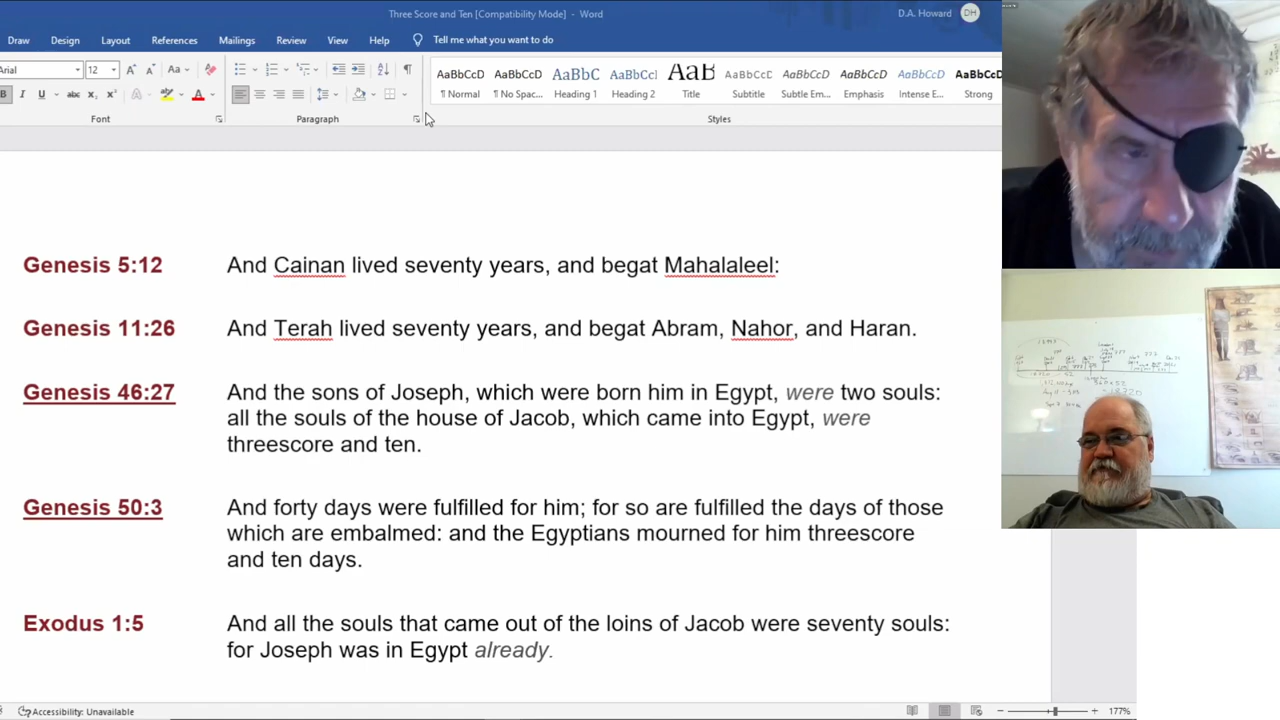 Three Score and Ten [Compatibility Mode] - Word
D.A. Howard DH
Draw Design Layout References Mailings Review View Help Tell me what you want to do
Arial 12 Aa
AaBbCcD AaBbCcD AaBbC AaBbCc AaB AaBbCcD AaBbCcD AaBbCcD AaBbCcD AaBbCc
B I U abc x₂ x² A A ¶ Normal ¶ No Spac... Heading 1 Heading 2 Title Subtitle Subtle Em... Emphasis Intense E... Strong
Font Paragraph Styles
Genesis 5:12 And Cainan lived seventy years, and begat Mahalaleel:
Genesis 11:26 And Terah lived seventy years, and begat Abram, Nahor, and Haran.
Genesis 46:27 And the sons of Joseph, which were born him in Egypt, were two souls:
all the souls of the house of Jacob, which came into Egypt, were
threescore and ten.
Genesis 50:3 And forty days were fulfilled for him; for so are fulfilled the days of those
which are embalmed: and the Egyptians mourned for him threescore
and ten days.
Exodus 1:5 And all the souls that came out of the loins of Jacob were seventy souls:
for Joseph was in Egypt already.
Accessibility: Unavailable 177%